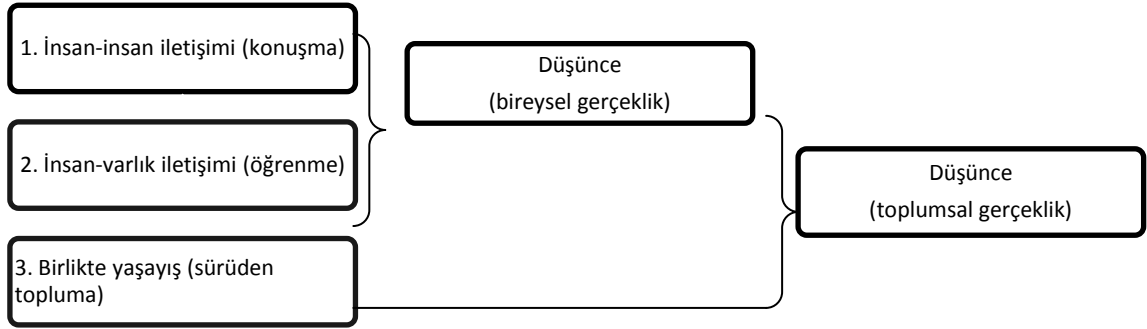 1. İnsan-insan iletişimi (konuşma)
Düşünce
(bireysel gerçeklik)
2. İnsan-varlık iletişimi (öğrenme)
Düşünce
(toplumsal gerçeklik)
3. Birlikte yaşayış (sürüden
topluma)